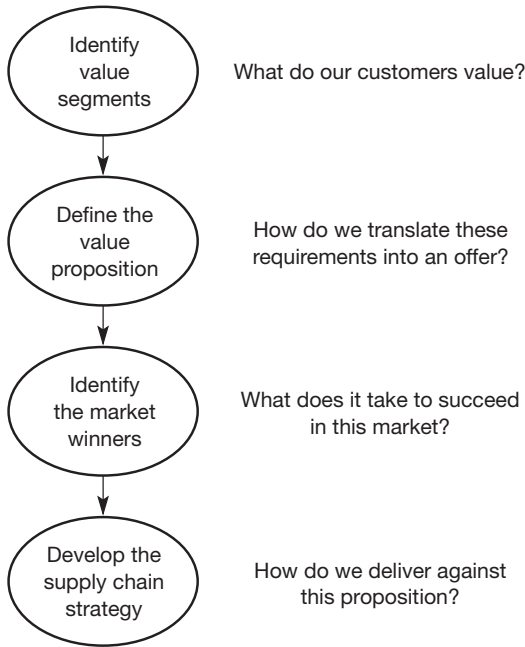 Identify
value
segments
What do our customers value?
Define the
value
proposition
How do we translate these
requirements into an offer?
Identify
the market
winners
What does it take to succeed
in this market?
Develop the
supply chain
strategy
How do we deliver against
this proposition?